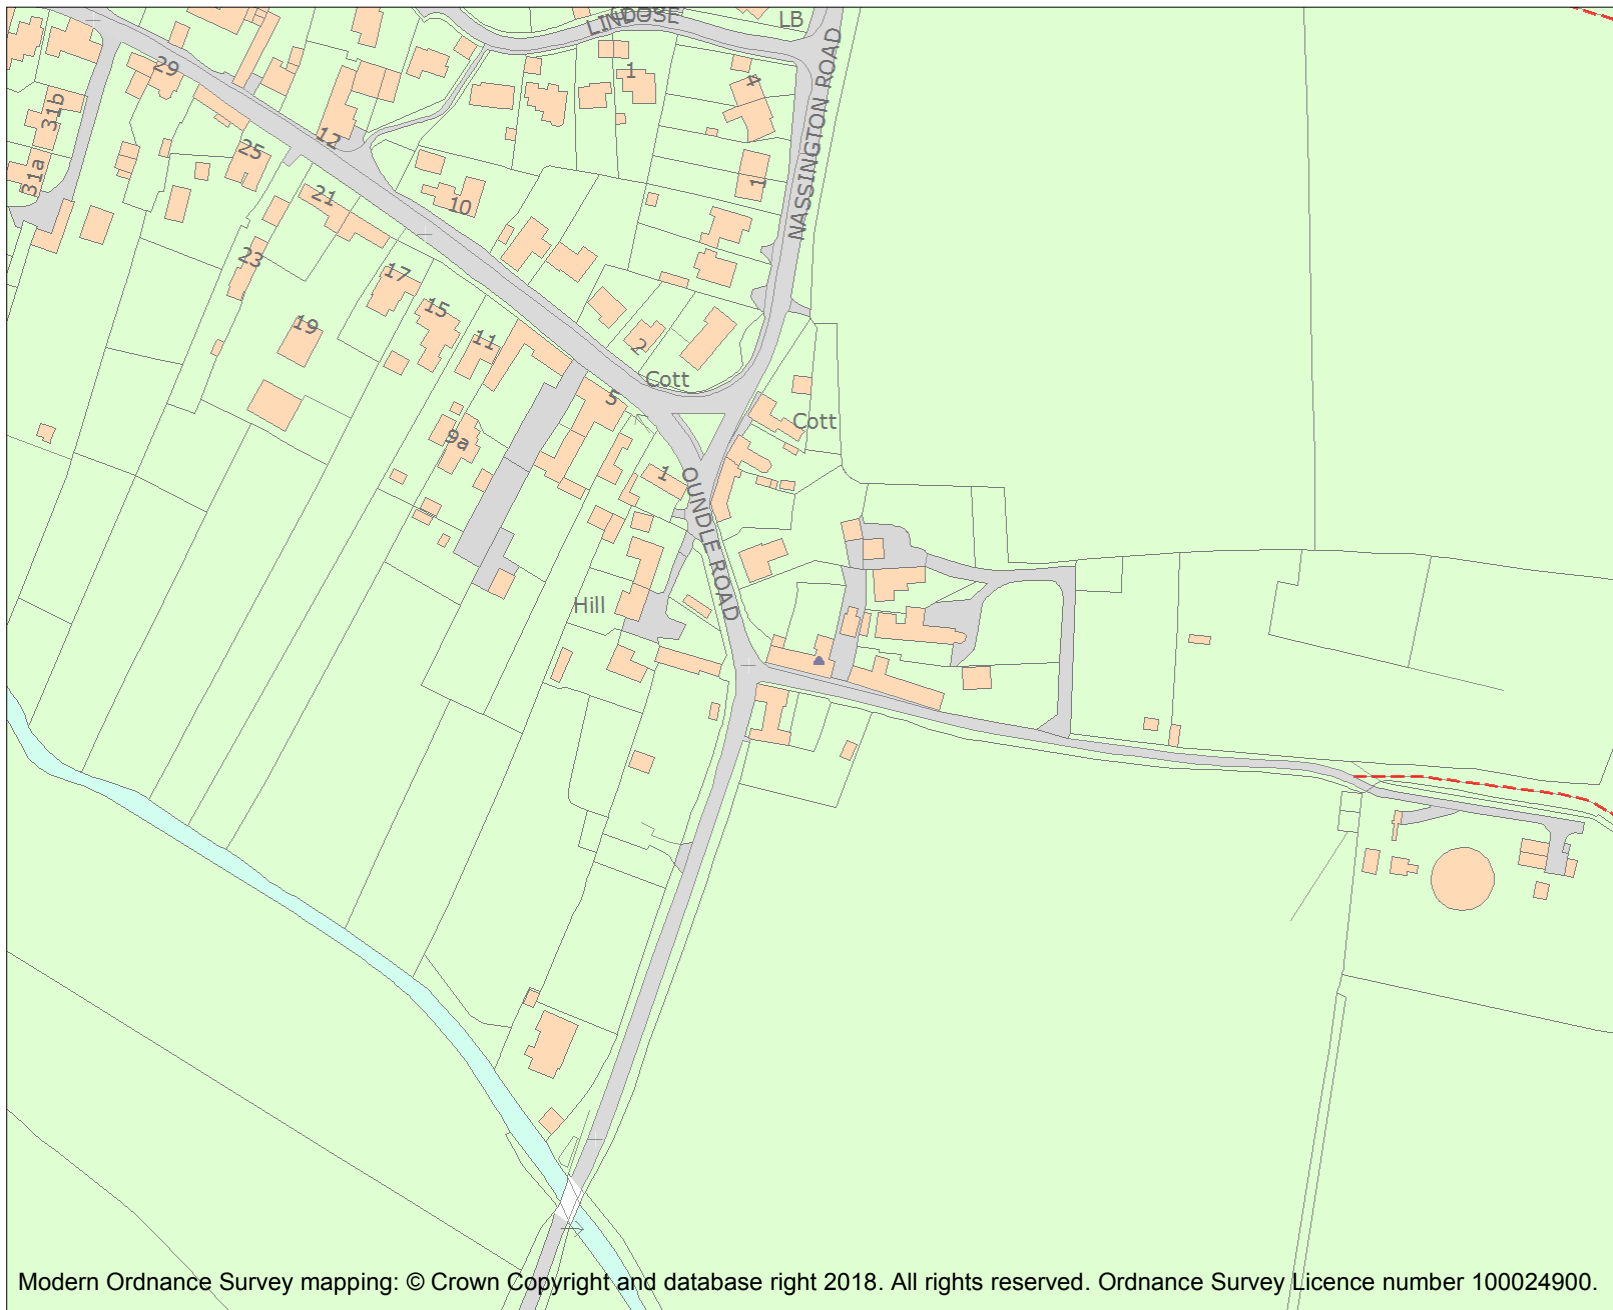 LINDOSE
LB
29
1
4
NASSINGTON ROAD
31b
12
25
31a
1
21
10
23
17
15
19
11
2
Cott
5
Cott
9a
1
OUNDLE ROAD
Hill
Modern Ordnance Survey mapping: © Crown Copyright and database right 2018. All rights reserved. Ordnance Survey Licence number 100024900.